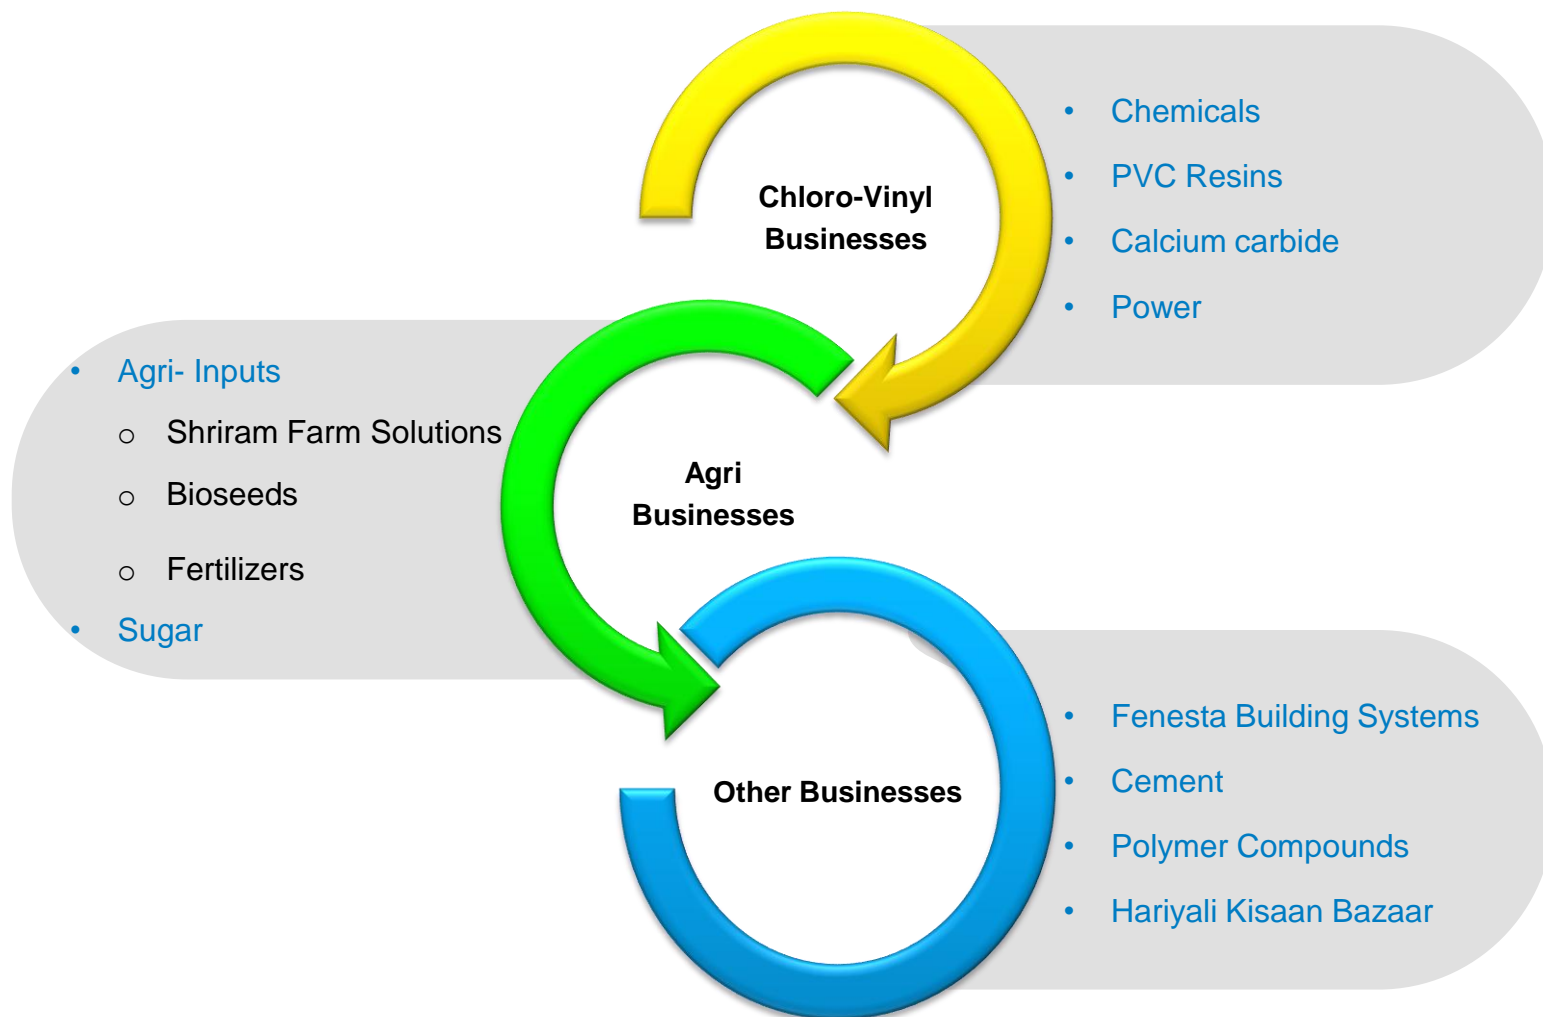 Chloro-Vinyl
Businesses
• Chemicals
• PVC Resins
• Calcium carbide
• Power
• Agri- Inputs
o Shriram Farm Solutions
o Bioseeds
o Fertilizers
• Sugar
Agri
Businesses
Other Businesses
• Fenesta Building Systems
• Cement
• Polymer Compounds
• Hariyali Kisaan Bazaar